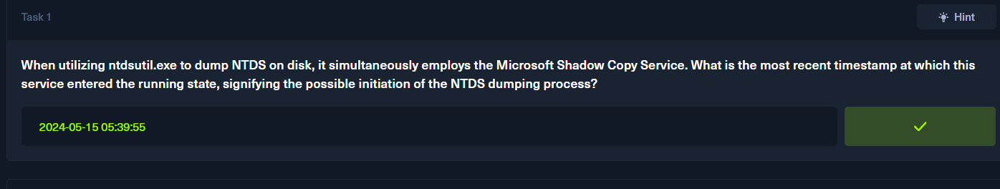 Task 1
Hint
When utilizing ntdsutil.exe to dump NTDS on disk, it simultaneously employs the Microsoft Shadow Copy Service. What is the most recent timestamp at which this
service entered the running state, signifying the possible initiation of the NTDS dumping process?
2024-05-15 05:39:55